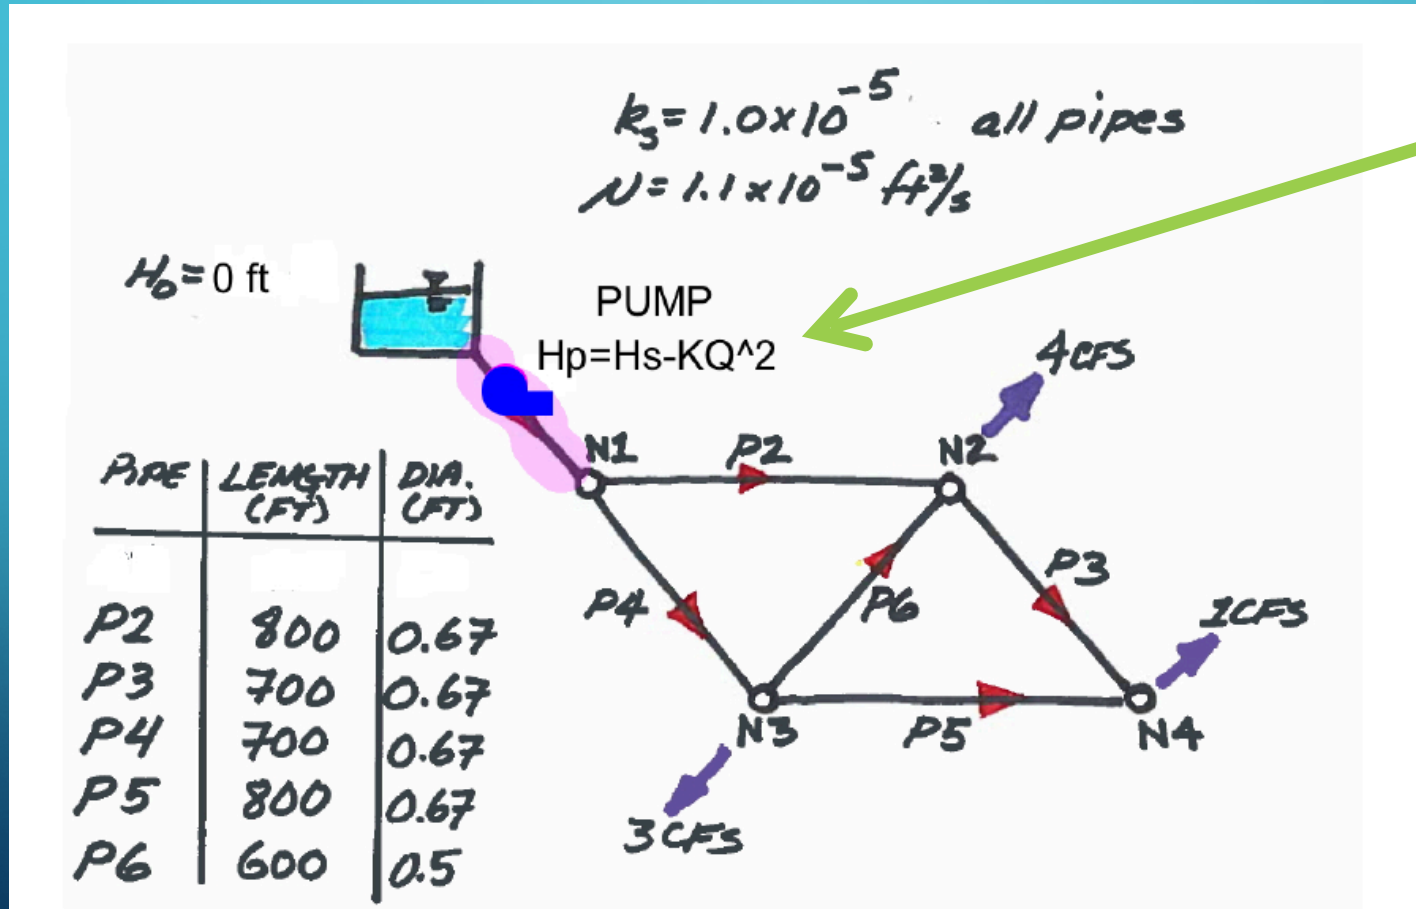 ks=1.0x10^-5 all pipes
ν=1.1x10^-5 ft²/s
H₀=0 ft
PUMP
Hp=Hs-KQ^2
4CFS
N1
P2
N2
PIPE LENGTH (FT) DIA. (FT)
P2 800 0.67
P3 700 0.67
P4 700 0.67
P5 800 0.67
P6 600 0.5
P4
P6
P3
1CFS
N3
P5
N4
3CFS